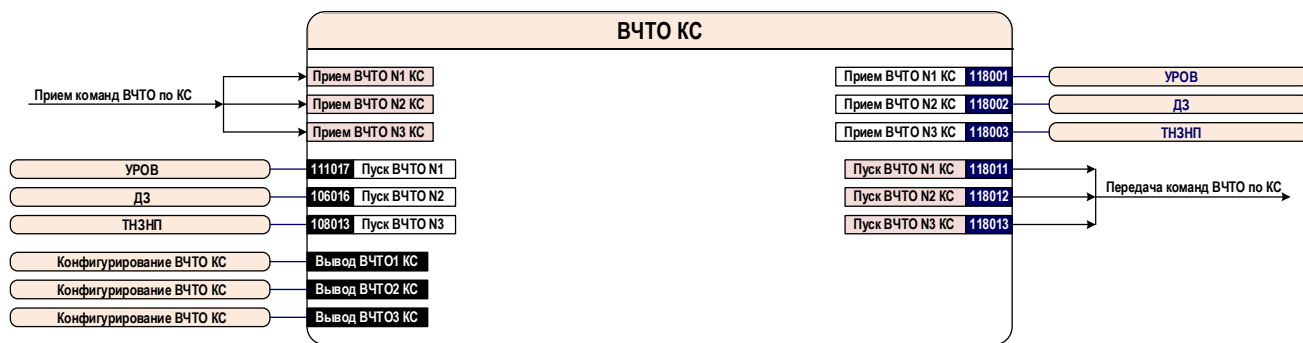 ВЧТО КС
Прием команд ВЧТО по КС
Прием ВЧТО N1 КС
Прием ВЧТО N2 КС
Прием ВЧТО N3 КС
УРОВ 111017 Пуск ВЧТО N1
ДЗ 106016 Пуск ВЧТО N2
ТНЗНП 108013 Пуск ВЧТО N3
Конфигурирование ВЧТО КС Вывод ВЧТО1 КС
Конфигурирование ВЧТО КС Вывод ВЧТО2 КС
Конфигурирование ВЧТО КС Вывод ВЧТО3 КС
Прием ВЧТО N1 КС 118001 УРОВ
Прием ВЧТО N2 КС 118002 ДЗ
Прием ВЧТО N3 КС 118003 ТНЗНП
Пуск ВЧТО N1 КС 118011
Пуск ВЧТО N2 КС 118012
Пуск ВЧТО N3 КС 118013
Передача команд ВЧТО по КС